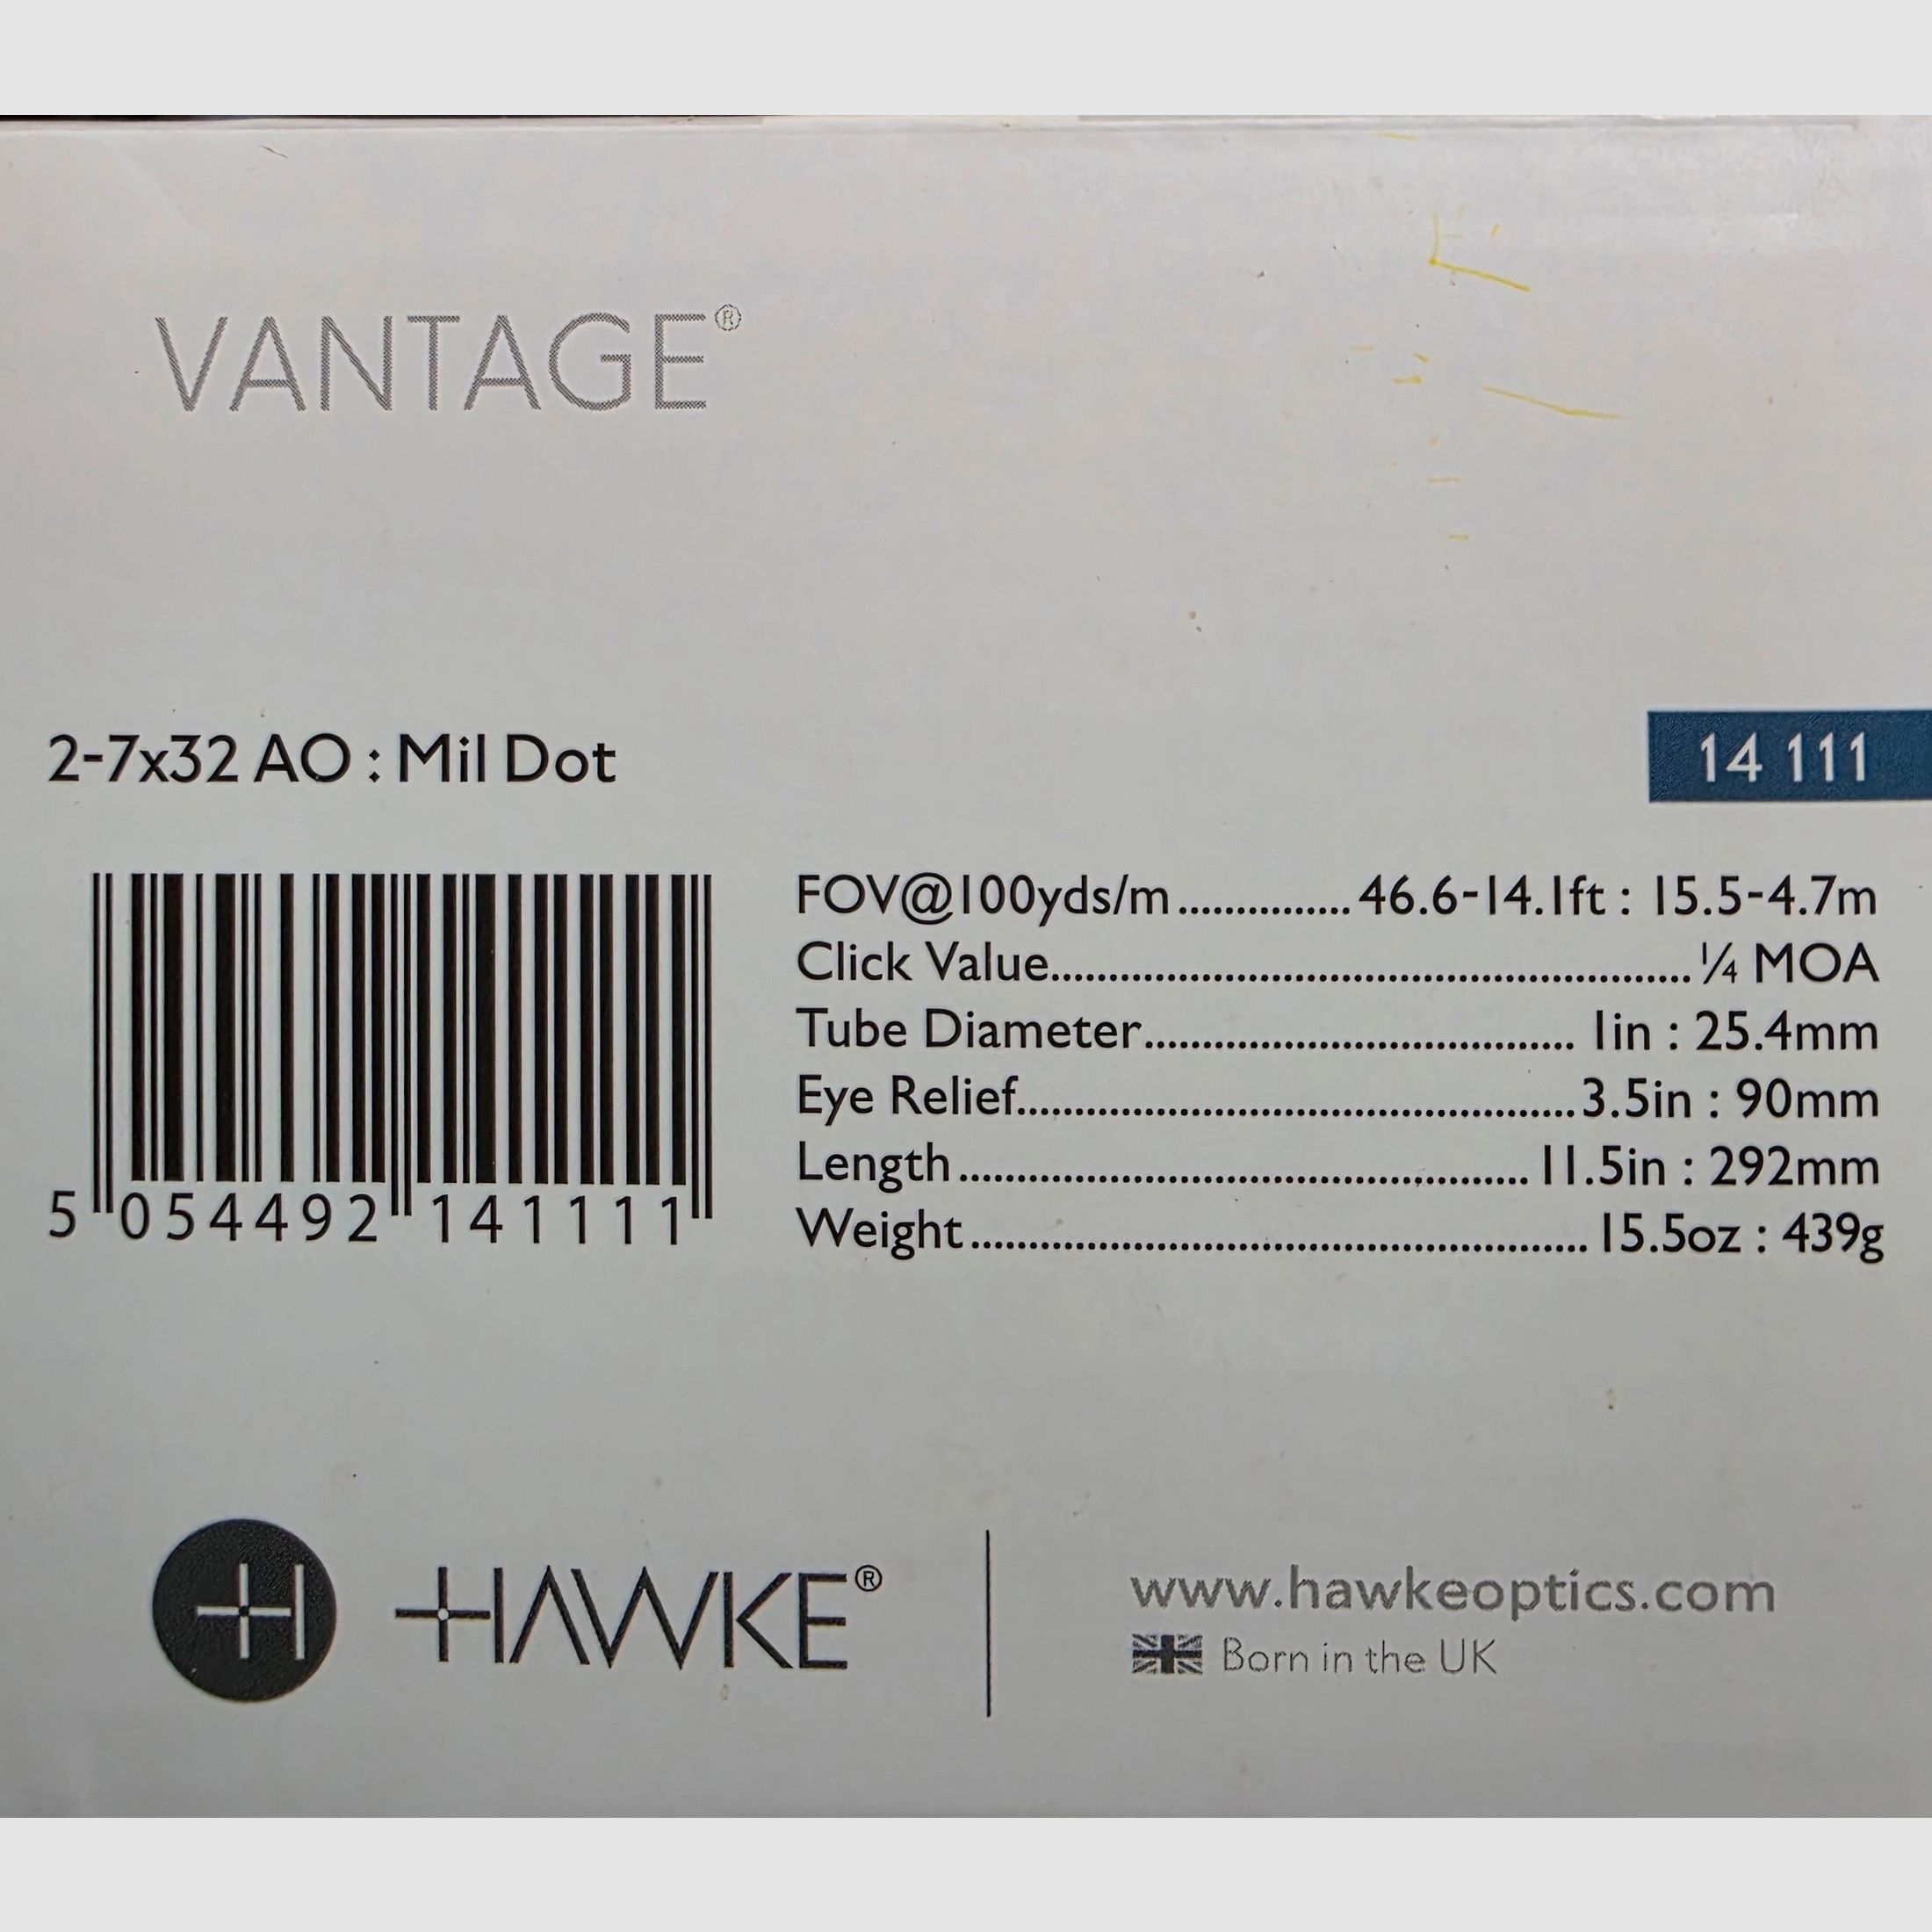 VANTAGE®
2-7x32 AO : Mil Dot
14 111
FOV@100yds/m...............46.6-14.1ft : 15.5-4.7m
Click Value........................................................¼ MOA
Tube Diameter..................................... 1in : 25.4mm
Eye Relief................................................3.5in : 90mm
Length.................................................. 11.5in : 292mm
Weight...................................................... 15.5oz : 439g
5 054492 141111
H HAWKE®
www.hawkeoptics.com
Born in the UK